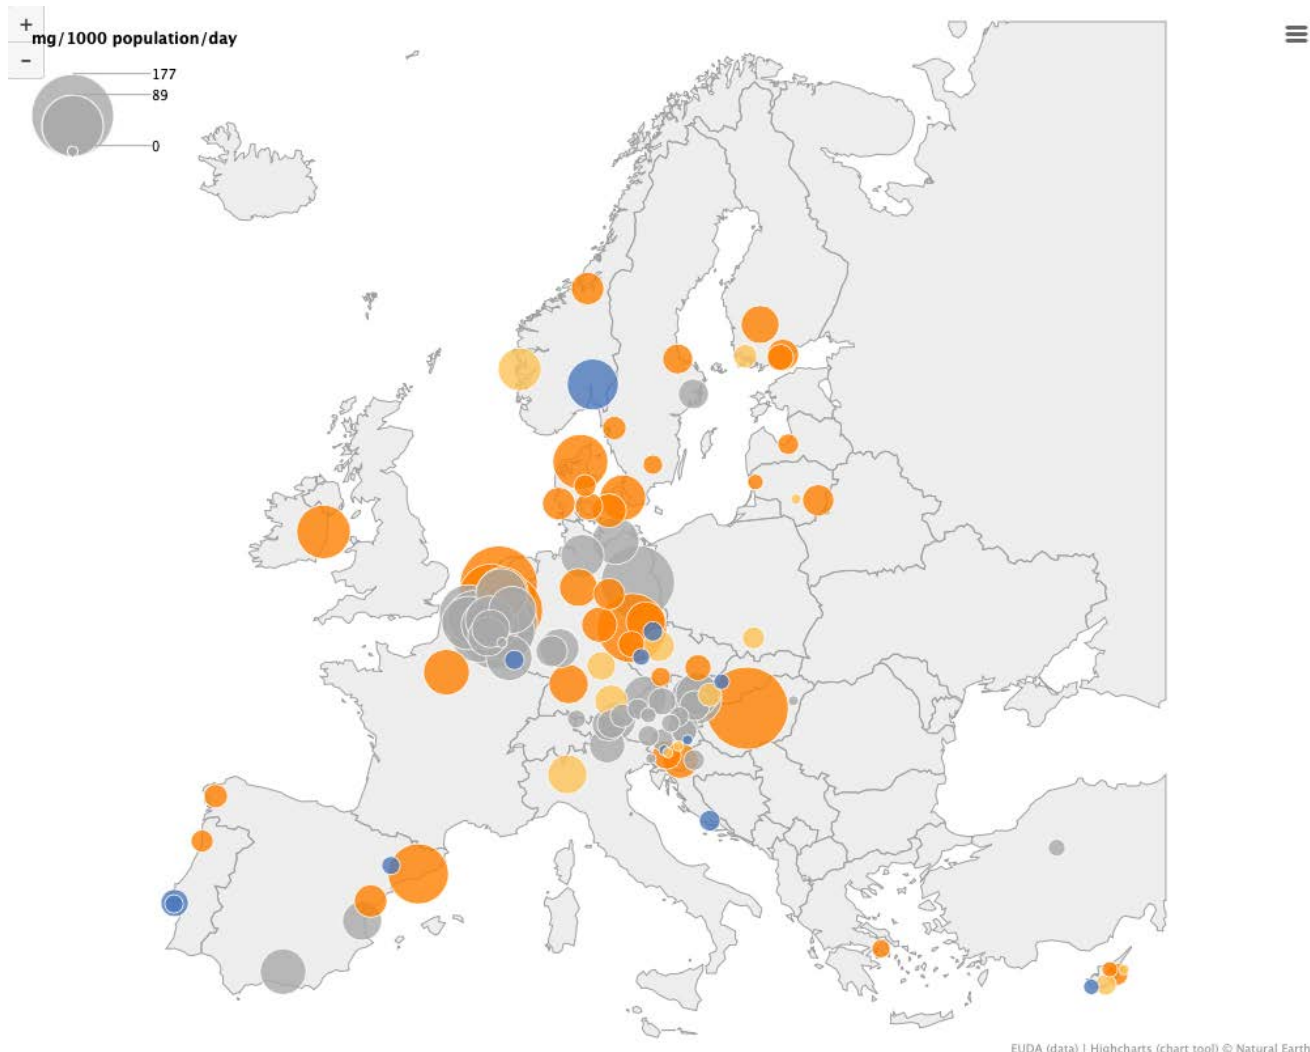 +
mg/1000 population/day
−
177
89
0
EUDA (data) | Highcharts (chart tool) © Natural Earth